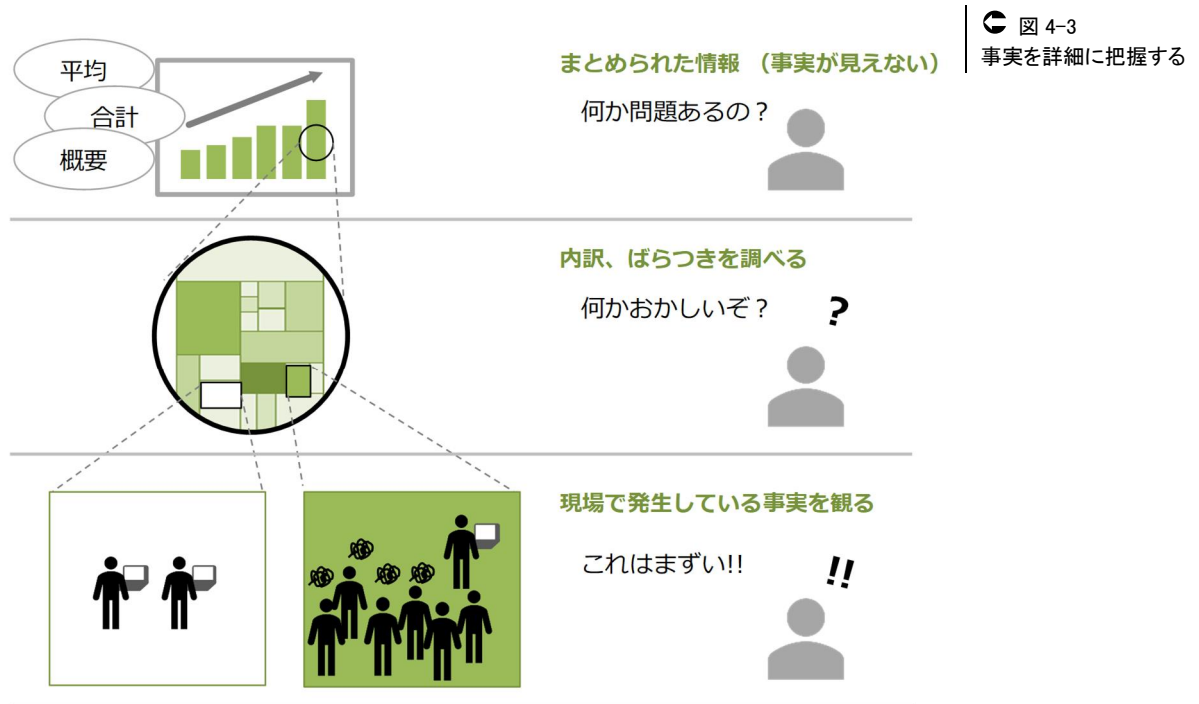 図 4-3
事実を詳細に把握する
平均
合計
概要
まとめられた情報 （事実が見えない）
何か問題あるの？
内訳、ばらつきを調べる
何かおかしいぞ？
?
現場で発生している事実を観る
これはまずい!!
!!